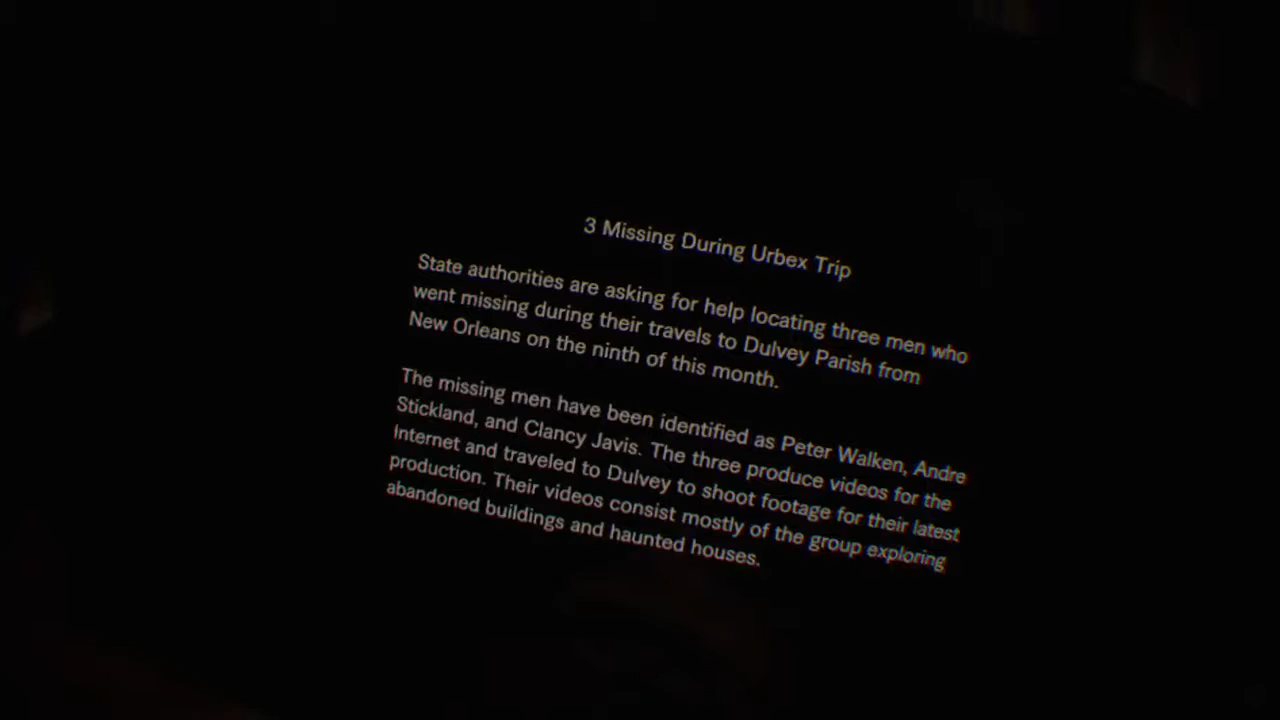 3 Missing During Urbex Trip
State authorities are asking for help locating three men who
went missing during their travels to Dulvey Parish from
New Orleans on the ninth of this month.
The missing men have been identified as Peter Walken, Andre
Stickland, and Clancy Javis. The three produce videos for the
Internet and traveled to Dulvey to shoot footage for their latest
production. Their videos consist mostly of the group exploring
abandoned buildings and haunted houses.